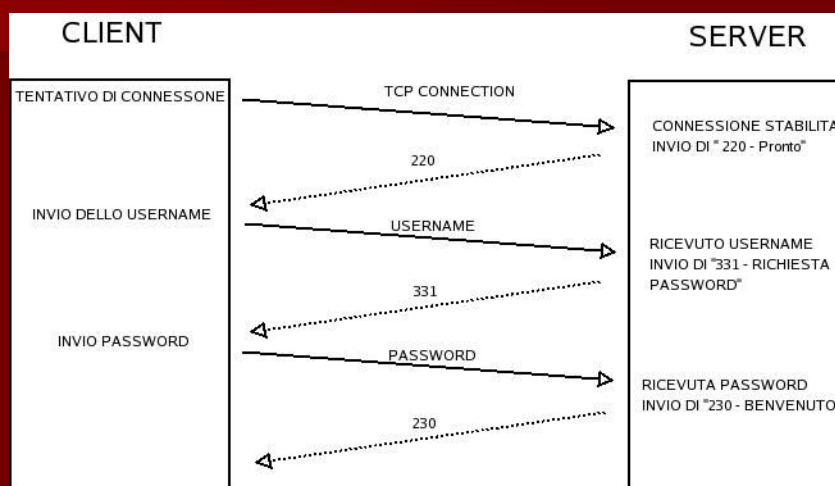 CLIENT
SERVER
TENTATIVO DI CONNESSONE
TCP CONNECTION
CONNESSIONE STABILITA
INVIO DI " 220 - Pronto"
220
INVIO DELLO USERNAME
USERNAME
RICEVUTO USERNAME
INVIO DI "331 - RICHIESTA
PASSWORD"
331
INVIO PASSWORD
PASSWORD
RICEVUTA PASSWORD
INVIO DI "230 - BENVENUTO
230